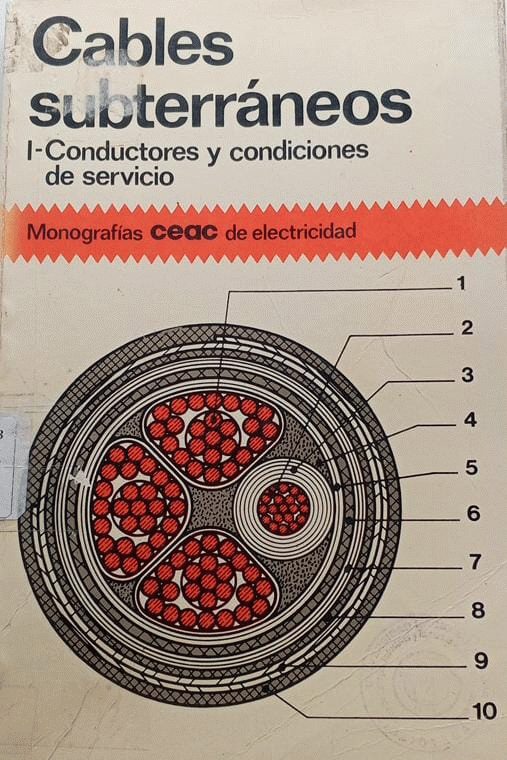 Cables
subterráneos
I-Conductores y condiciones
de servicio
Monografías ceac de electricidad
1
2
3
4
5
6
7
8
9
10